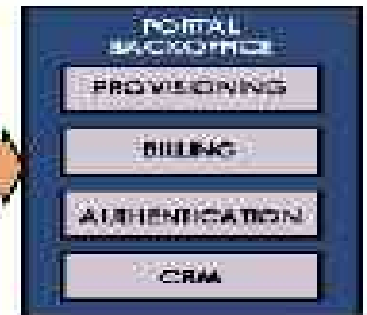 PORTAL
BACKOFFICE
PROVISIONING
BILLING
AUTHENTICATION
CRM